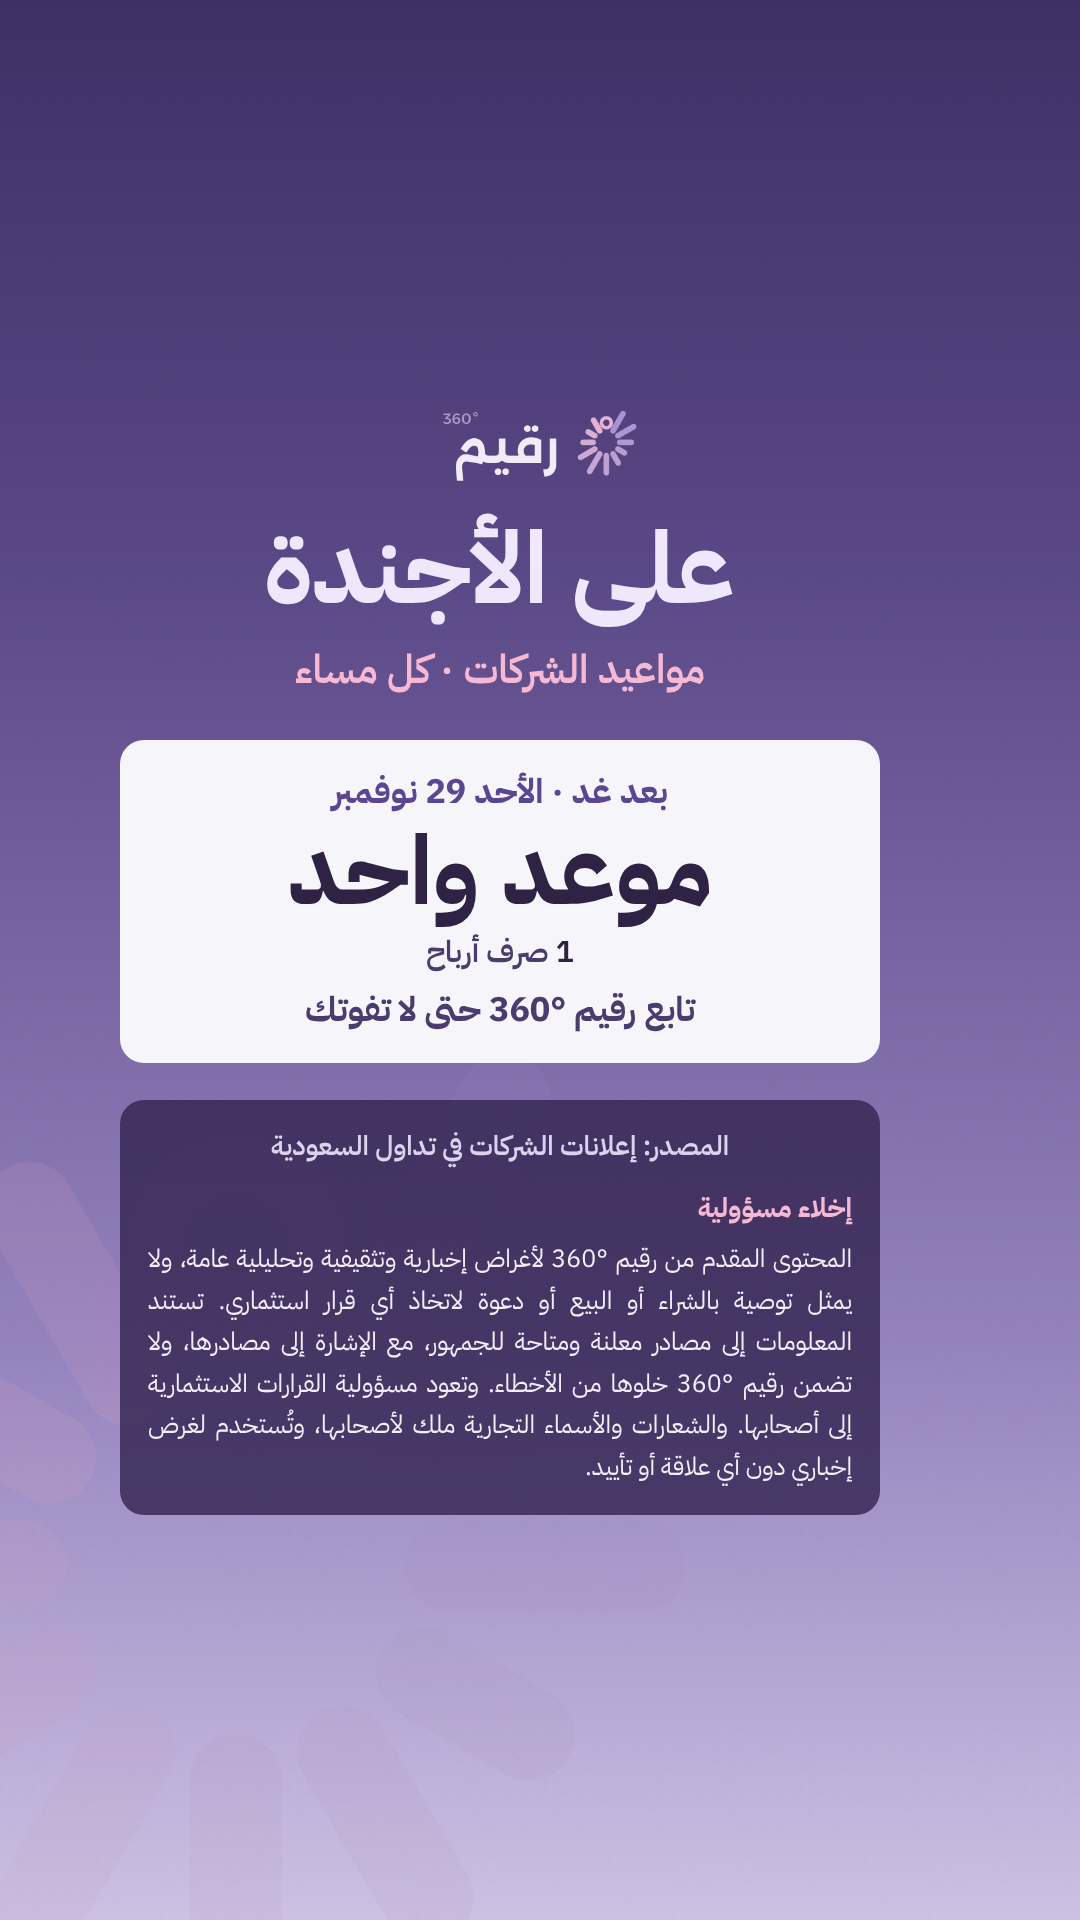 رقيم 360°
على الأجندة
مواعيد الشركات · كل مساء
بعد غد · الأحد 29 نوفمبر
موعد واحد
1 صرف أرباح
تابع رقيم 360° حتى لا تفوتك
المصدر: إعلانات الشركات في تداول السعودية
إخلاء مسؤولية
المحتوى المقدم من رقيم 360° لأغراض إخبارية وتثقيفية وتحليلية عامة، ولا
يمثل توصية بالشراء أو البيع أو دعوة لاتخاذ أي قرار استثماري. تستند
المعلومات إلى مصادر معلنة ومتاحة للجمهور، مع الإشارة إلى مصادرها، ولا
تضمن رقيم 360° خلوها من الأخطاء. وتعود مسؤولية القرارات الاستثمارية
إلى أصحابها. والشعارات والأسماء التجارية ملك لأصحابها، وتُستخدم لغرض
إخباري دون أي علاقة أو تأييد.